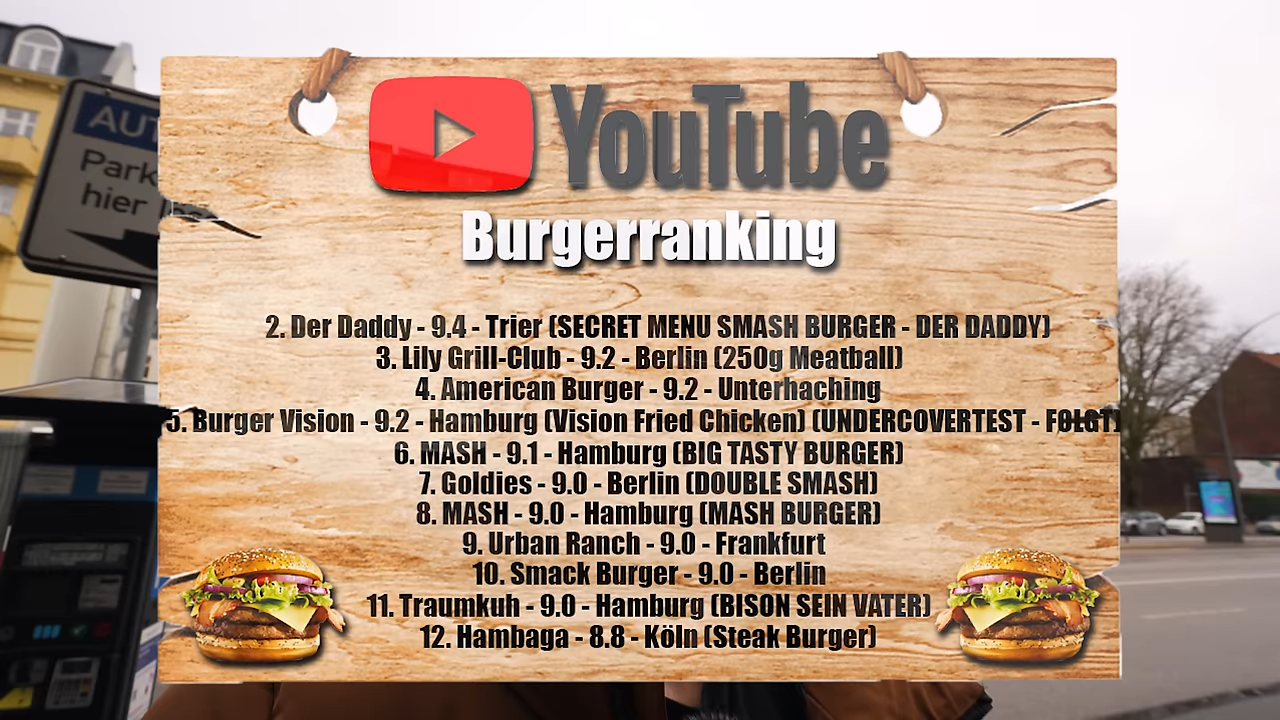 AUT
Park
hier
YouTube
Burgerranking
2. Der Daddy - 9.4 - Trier (SECRET MENU SMASH BURGER - DER DADDY)
3. Lily Grill-Club - 9.2 - Berlin (250g Meatball)
4. American Burger - 9.2 - Unterhaching
5. Burger Vision - 9.2 - Hamburg (Vision Fried Chicken) (UNDERCOVERTEST - FOLGT)
6. MASH - 9.1 - Hamburg (BIG TASTY BURGER)
7. Goldies - 9.0 - Berlin (DOUBLE SMASH)
8. MASH - 9.0 - Hamburg (MASH BURGER)
9. Urban Ranch - 9.0 - Frankfurt
10. Smack Burger - 9.0 - Berlin
11. Traumkuh - 9.0 - Hamburg (BISON SEIN VATER)
12. Hambaga - 8.8 - Köln (Steak Burger)